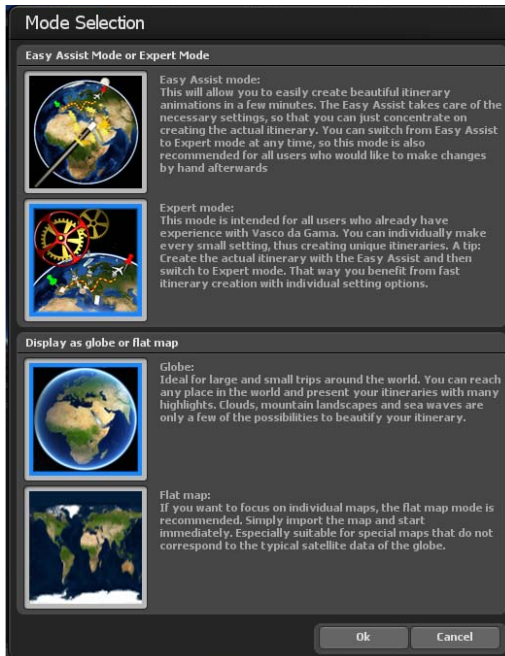 Mode Selection
Easy Assist Mode or Expert Mode
Easy Assist mode:
This will allow you to easily create beautiful itinerary
animations in a few minutes. The Easy Assist takes care of the
necessary settings, so that you can just concentrate on
creating the actual itinerary. You can switch from Easy Assist
to Expert mode at any time, so this mode is also
recommended for all users who would like to make changes
by hand afterwards
Expert mode:
This mode is intended for all users who already have
experience with Vasco da Gama. You can individually make
every small setting, thus creating unique itineraries. A tip:
Create the actual itinerary with the Easy Assist and then
switch to Expert mode. That way you benefit from fast
itinerary creation with individual setting options.
Display as globe or flat map
Globe:
Ideal for large and small trips around the world. You can reach
any place in the world and present your itineraries with many
highlights. Clouds, mountain landscapes and sea waves are
only a few of the possibilities to beautify your itinerary.
Flat map:
If you want to focus on individual maps, the flat map mode is
recommended. Simply import the map and start
immediately. Especially suitable for special maps that do not
correspond to the typical satellite data of the globe.
Ok
Cancel